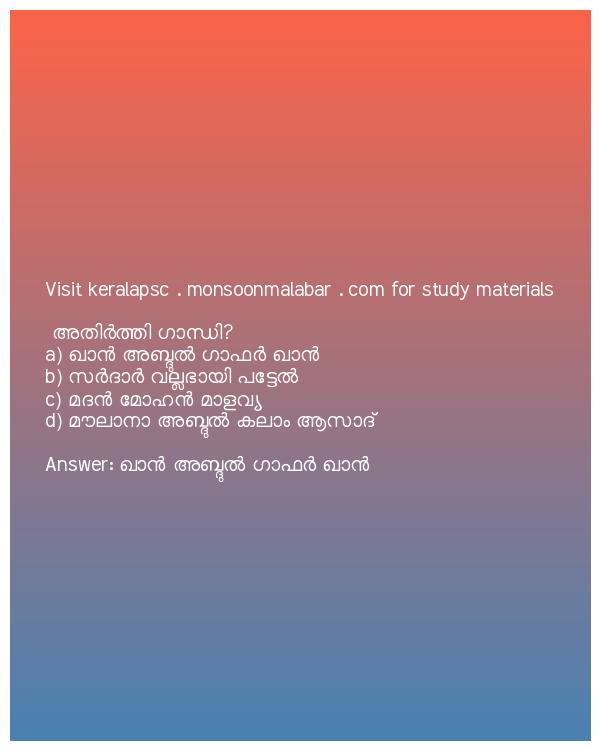 Visit keralapsc . monsoonmalabar . com for study materials
അതിർത്തി ഗാന്ധി?
a) ഖാൻ അബ്ദുൽ ഗാഫർ ഖാൻ
b) സർദാർ വല്ലഭായി പട്ടേൽ
c) മദൻ മോഹൻ മാളവ്യ
d) മൗലാനാ അബ്ദുൽ കലാം ആസാദ്
Answer: ഖാൻ അബ്ദുൽ ഗാഫർ ഖാൻ